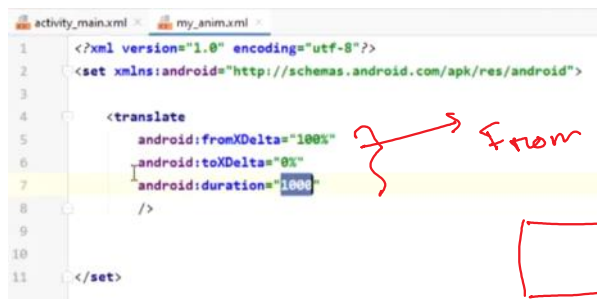 activity_main.xml my_anim.xml
1 <?xml version="1.0" encoding="utf-8"?>
2 <set xmlns:android="http://schemas.android.com/apk/res/android">
3
4 <translate
5 android:fromXDelta="100%"
From
6 android:toXDelta="0%"
7 android:duration="1000"
8 />
9
10
11 </set>